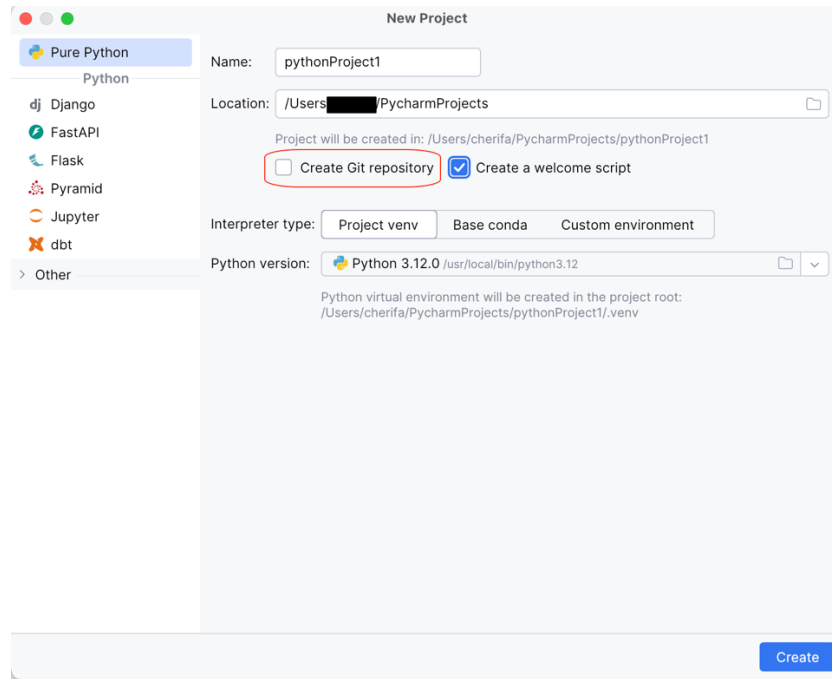 New Project
Pure Python
Python
dj Django
FastAPI
Flask
Pyramid
Jupyter
dbt
Other
Name: pythonProject1
Location: /Users /PycharmProjects
Project will be created in: /Users/cherifa/PycharmProjects/pythonProject1
Create Git repository Create a welcome script
Interpreter type: Project venv Base conda Custom environment
Python version: Python 3.12.0 /usr/local/bin/python3.12
Python virtual environment will be created in the project root:
/Users/cherifa/PycharmProjects/pythonProject1/.venv
Create